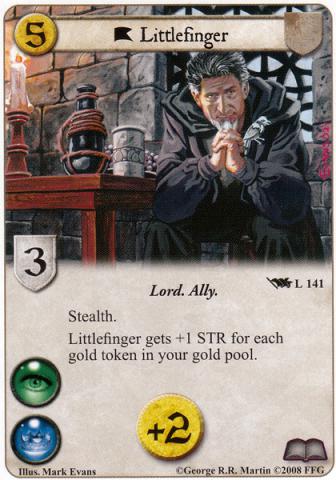 5
Littlefinger
3
Lord. Ally.
L 141
Stealth.
Littlefinger gets +1 STR for each
gold token in your gold pool.
+2
Illus. Mark Evans
©George R.R. Martin ©2008 FFG